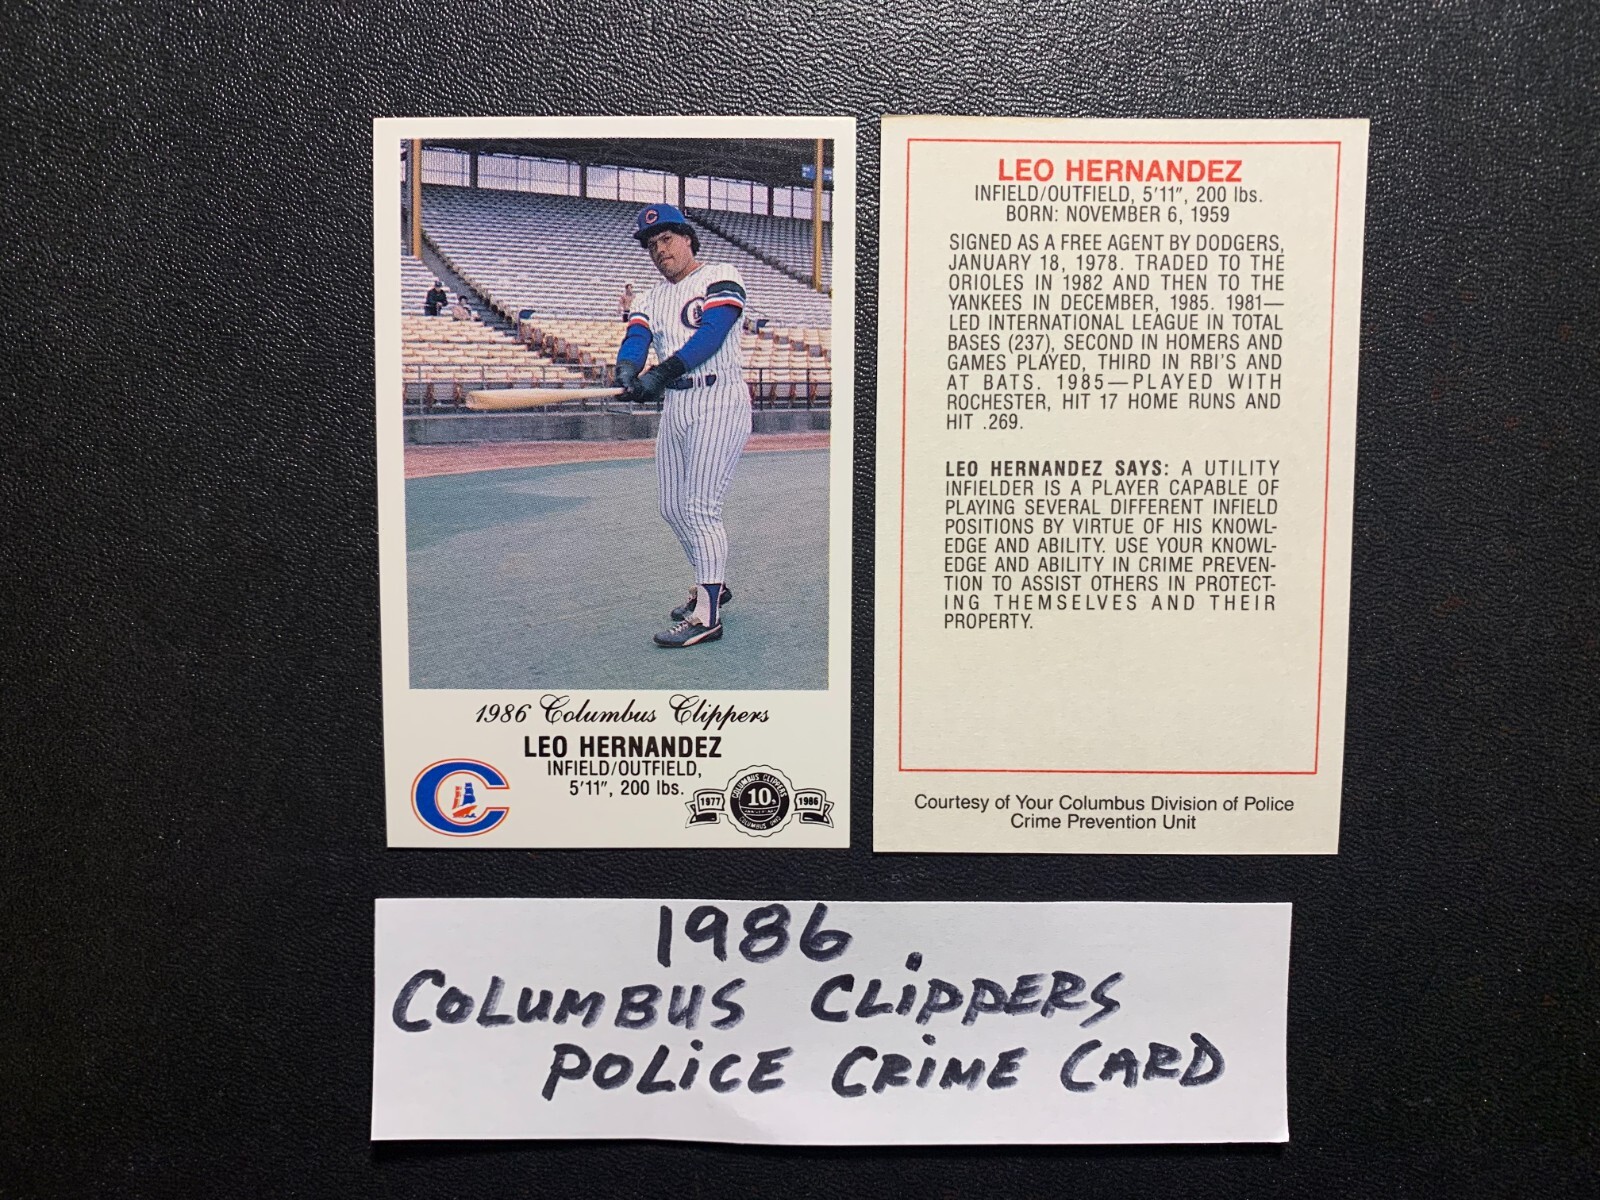 1986 Columbus Clippers
LEO HERNANDEZ
INFIELD/OUTFIELD,
5'11", 200 lbs.
1977
COLUMBUS CLIPPERS
10
COLUMBUS, OHIO
1986
LEO HERNANDEZ
INFIELD/OUTFIELD, 5'11", 200 lbs.
BORN: NOVEMBER 6, 1959
SIGNED AS A FREE AGENT BY DODGERS,
JANUARY 18, 1978. TRADED TO THE
ORIOLES IN 1982 AND THEN TO THE
YANKEES IN DECEMBER, 1985. 1981—
LED INTERNATIONAL LEAGUE IN TOTAL
BASES (237), SECOND IN HOMERS AND
GAMES PLAYED, THIRD IN RBI'S AND
AT BATS. 1985—PLAYED WITH
ROCHESTER, HIT 17 HOME RUNS AND
HIT .269.
LEO HERNANDEZ SAYS: A UTILITY
INFIELDER IS A PLAYER CAPABLE OF
PLAYING SEVERAL DIFFERENT INFIELD
POSITIONS BY VIRTUE OF HIS KNOWL-
EDGE AND ABILITY. USE YOUR KNOWL-
EDGE AND ABILITY IN CRIME PREVEN-
TION TO ASSIST OTHERS IN PROTECT-
ING THEMSELVES AND THEIR
PROPERTY.
Courtesy of Your Columbus Division of Police
Crime Prevention Unit
1986
COLUMBUS CLIPPERS
POLICE CRIME CARD